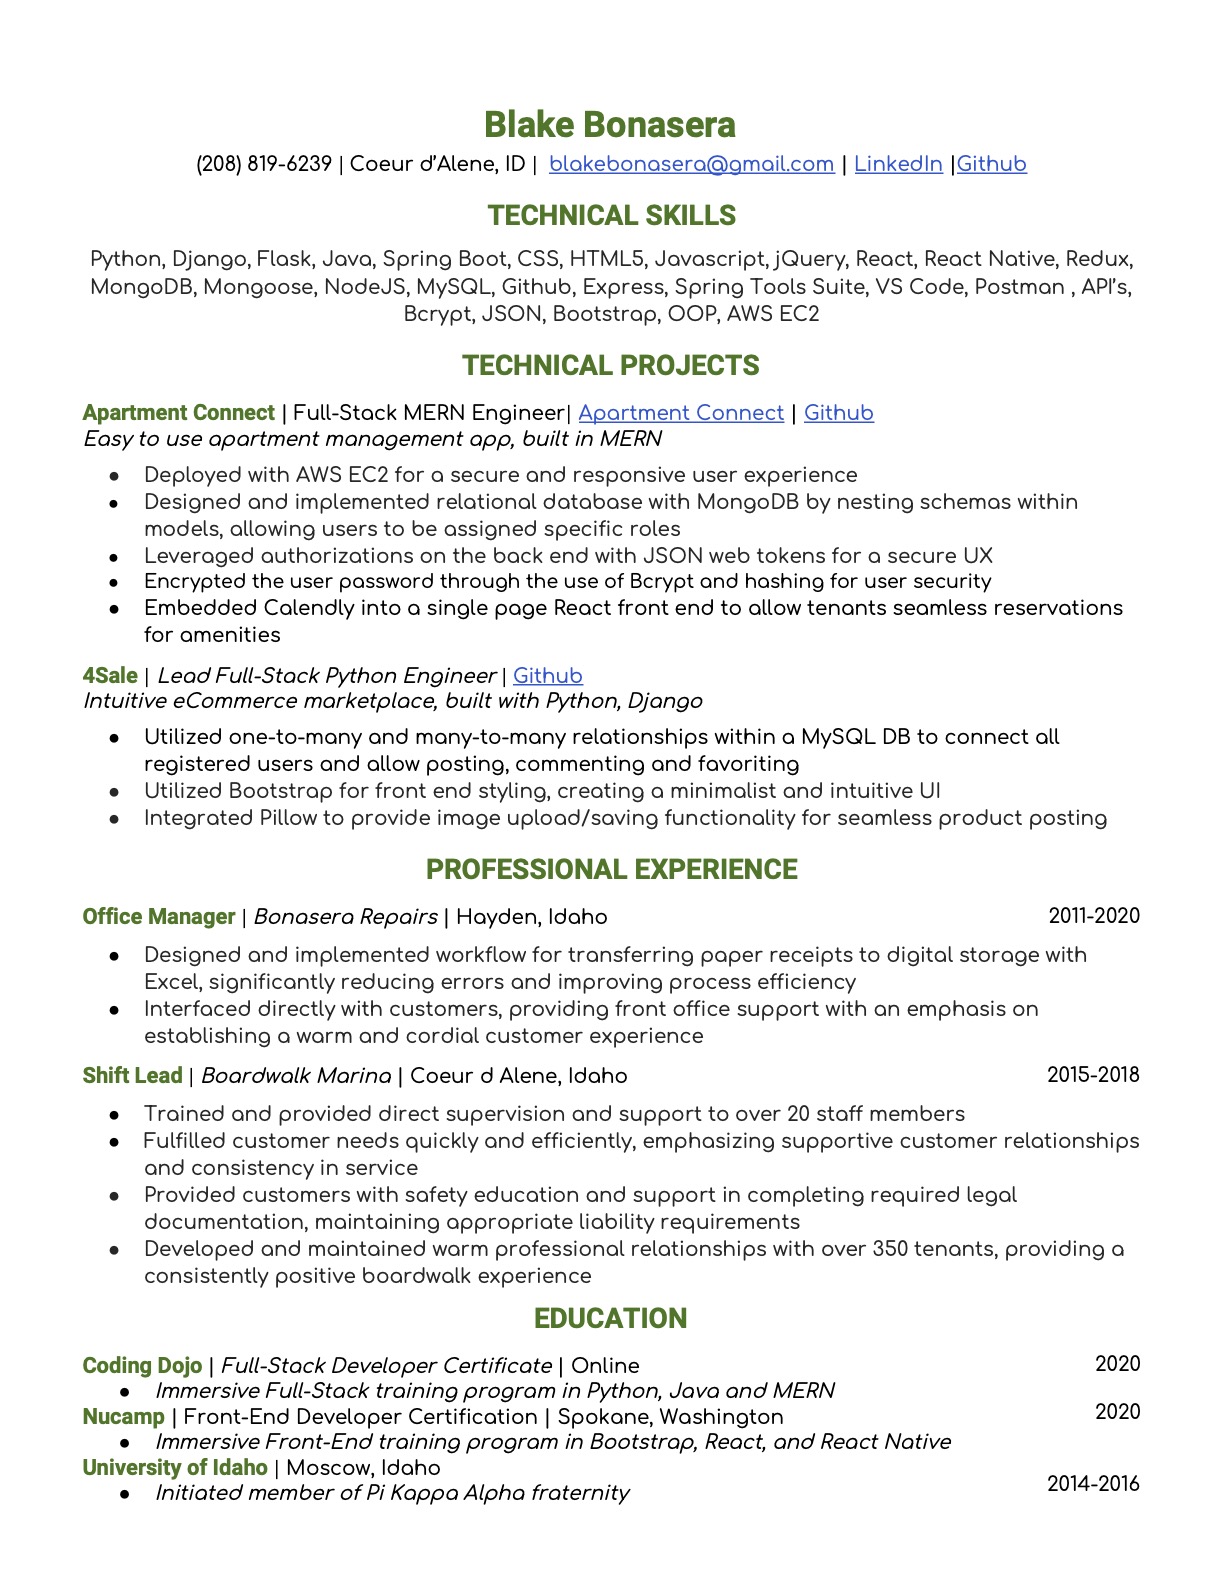 Blake Bonasera
(208) 819-6239 | Coeur d'Alene, ID | blakebonasera@gmail.com | LinkedIn |Github
TECHNICAL SKILLS
Python, Django, Flask, Java, Spring Boot, CSS, HTML5, Javascript, jQuery, React, React Native, Redux,
MongoDB, Mongoose, NodeJS, MySQL, Github, Express, Spring Tools Suite, VS Code, Postman , API's,
Bcrypt, JSON, Bootstrap, OOP, AWS EC2
TECHNICAL PROJECTS
Apartment Connect | Full-Stack MERN Engineer| Apartment Connect | Github
Easy to use apartment management app, built in MERN
● Deployed with AWS EC2 for a secure and responsive user experience
● Designed and implemented relational database with MongoDB by nesting schemas within
models, allowing users to be assigned specific roles
● Leveraged authorizations on the back end with JSON web tokens for a secure UX
● Encrypted the user password through the use of Bcrypt and hashing for user security
● Embedded Calendly into a single page React front end to allow tenants seamless reservations
for amenities
4Sale | Lead Full-Stack Python Engineer | Github
Intuitive eCommerce marketplace, built with Python, Django
● Utilized one-to-many and many-to-many relationships within a MySQL DB to connect all
registered users and allow posting, commenting and favoriting
● Utilized Bootstrap for front end styling, creating a minimalist and intuitive UI
● Integrated Pillow to provide image upload/saving functionality for seamless product posting
PROFESSIONAL EXPERIENCE
Office Manager | Bonasera Repairs | Hayden, Idaho 2011-2020
● Designed and implemented workflow for transferring paper receipts to digital storage with
Excel, significantly reducing errors and improving process efficiency
● Interfaced directly with customers, providing front office support with an emphasis on
establishing a warm and cordial customer experience
Shift Lead | Boardwalk Marina | Coeur d Alene, Idaho 2015-2018
● Trained and provided direct supervision and support to over 20 staff members
● Fulfilled customer needs quickly and efficiently, emphasizing supportive customer relationships
and consistency in service
● Provided customers with safety education and support in completing required legal
documentation, maintaining appropriate liability requirements
● Developed and maintained warm professional relationships with over 350 tenants, providing a
consistently positive boardwalk experience
EDUCATION
Coding Dojo | Full-Stack Developer Certificate | Online 2020
● Immersive Full-Stack training program in Python, Java and MERN
Nucamp | Front-End Developer Certification | Spokane, Washington 2020
● Immersive Front-End training program in Bootstrap, React, and React Native
University of Idaho | Moscow, Idaho 2014-2016
● Initiated member of Pi Kappa Alpha fraternity